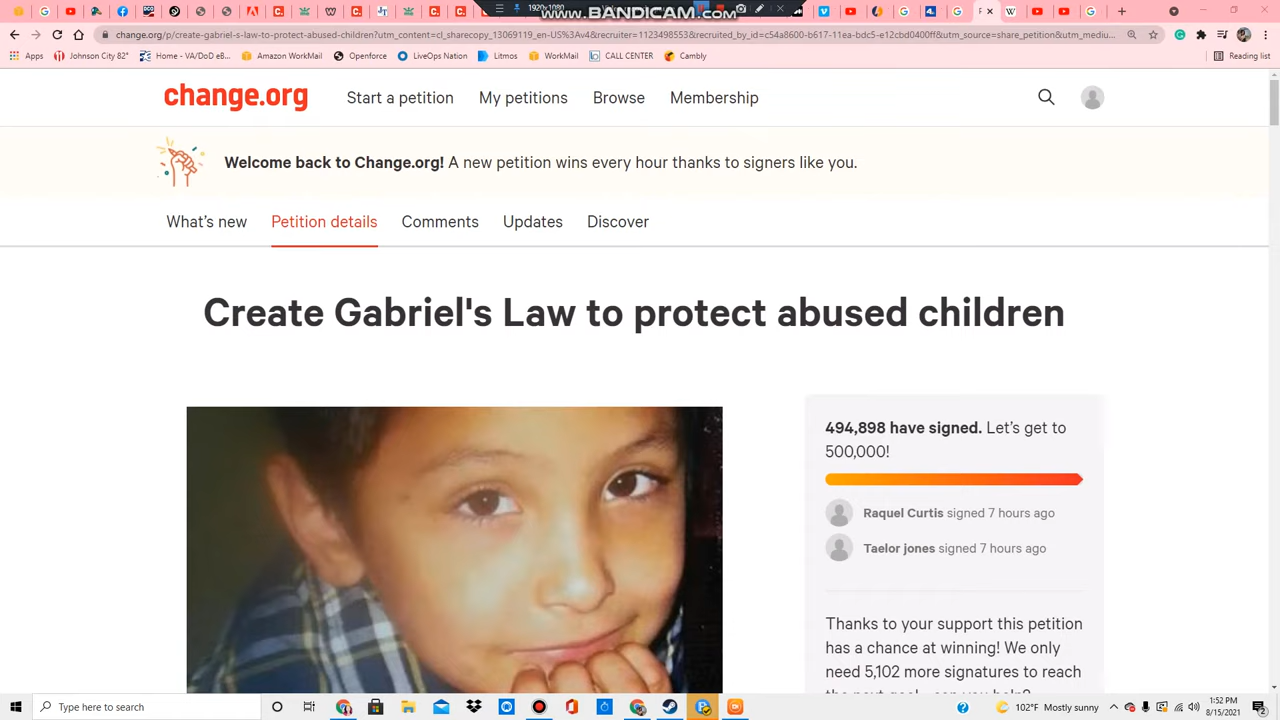 1920x1080
www.BANDICAM.com
change.org/p/create-gabriel-s-law-to-protect-abused-children?utm_content=cl_sharecopy_13069119_en-US%3Av4&recruiter=1123498553&recruited_by_id=c54a8600-b617-11ea-bdc5-e12cbd0400ff&utm_source=share_petition&utm_mediu...
Apps Johnson City 82° Home - VA/DoD eB... Amazon WorkMail Openforce LiveOps Nation Litmos WorkMail CALL CENTER Cambly Reading list
change.org Start a petition My petitions Browse Membership
Welcome back to Change.org! A new petition wins every hour thanks to signers like you.
What's new Petition details Comments Updates Discover
Create Gabriel's Law to protect abused children
494,898 have signed. Let's get to
500,000!
Raquel Curtis signed 7 hours ago
Taelor jones signed 7 hours ago
Thanks to your support this petition
has a chance at winning! We only
need 5,102 more signatures to reach
Type here to search
102°F Mostly sunny
1:52 PM
8/15/2021